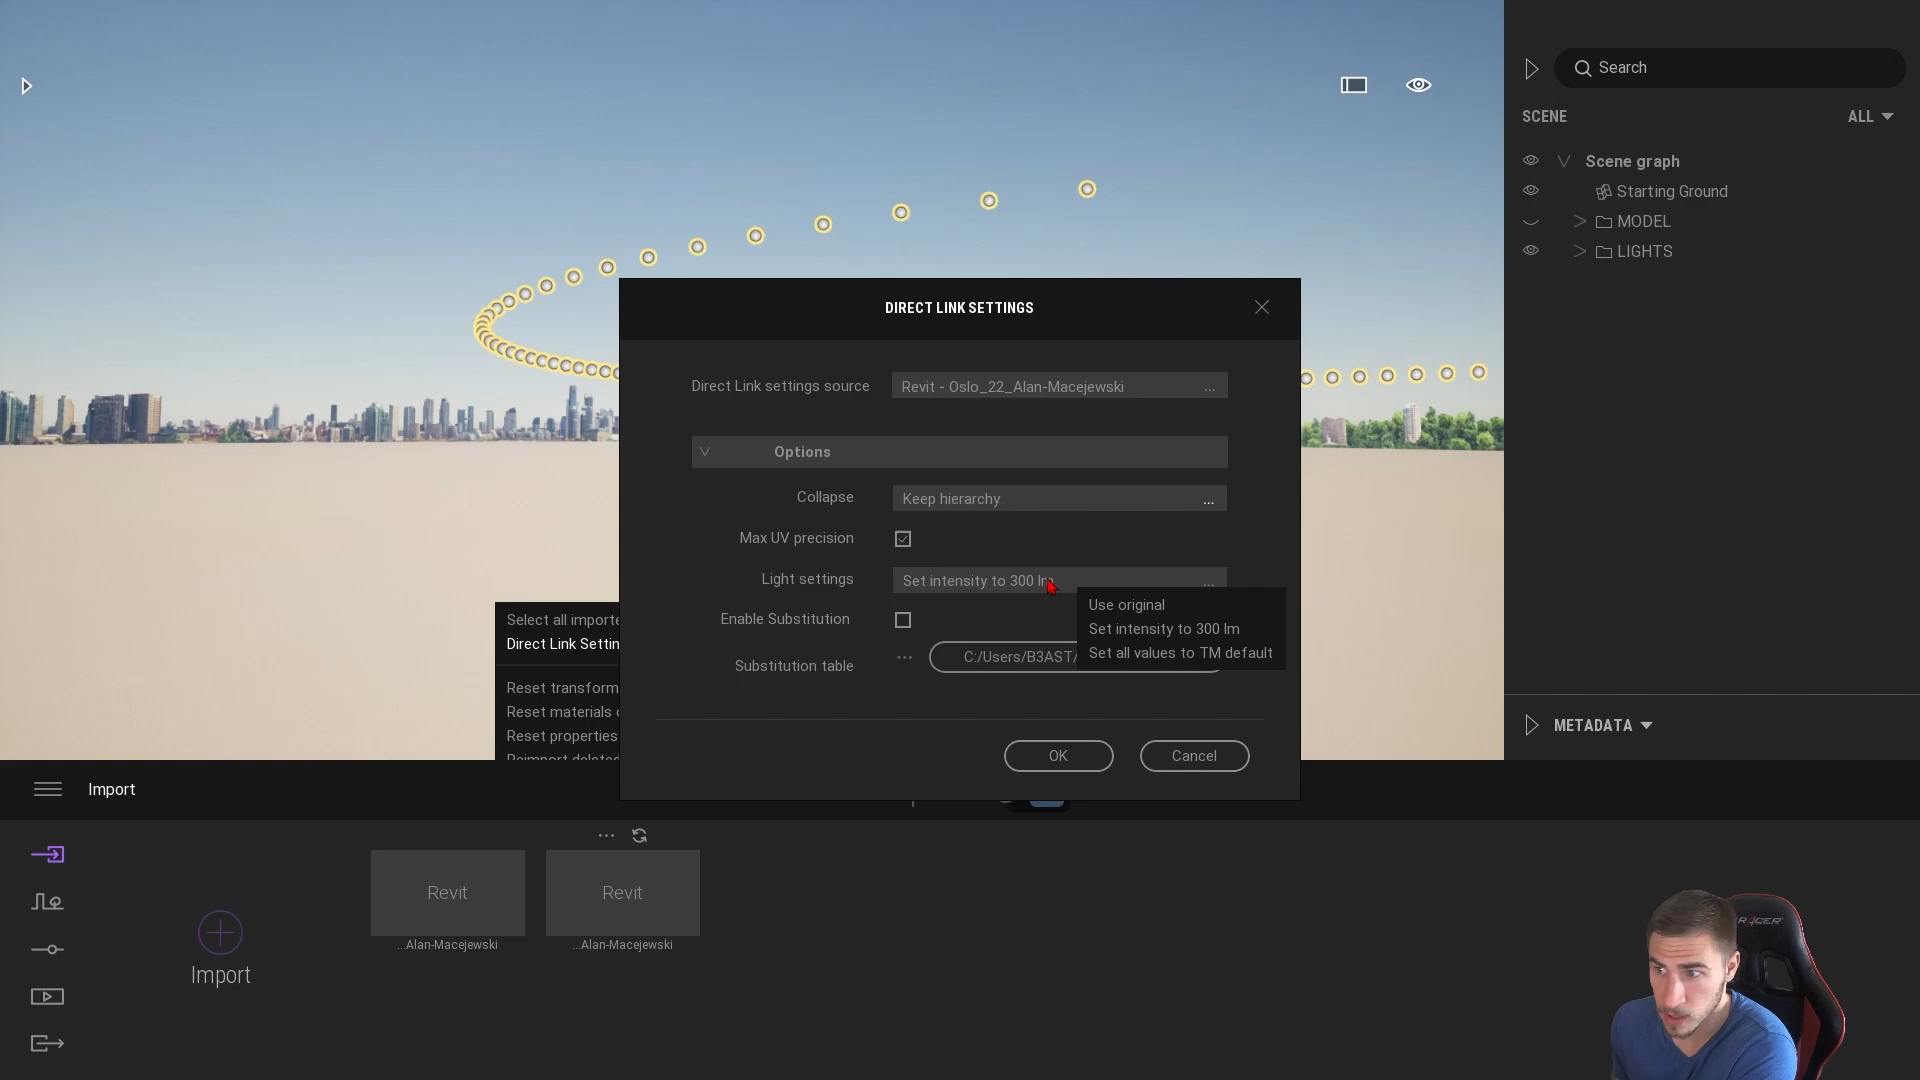 Search
SCENE
ALL
Scene graph
Starting Ground
MODEL
LIGHTS
DIRECT LINK SETTINGS
Direct Link settings source
Revit - Oslo_22_Alan-Macejewski
...
Options
Collapse
Keep hierarchy
...
Max UV precision
Light settings
Set intensity to 300 lm
...
Use original
Set intensity to 300 lm
Set all values to TM default
Enable Substitution
Substitution table
...
C:/Users/B3AST/
OK
Cancel
Select all importe
Direct Link Settin
Reset transform
Reset materials
Reset properties
METADATA
Import
...
Import
Revit
...Alan-Macejewski
Revit
...Alan-Macejewski